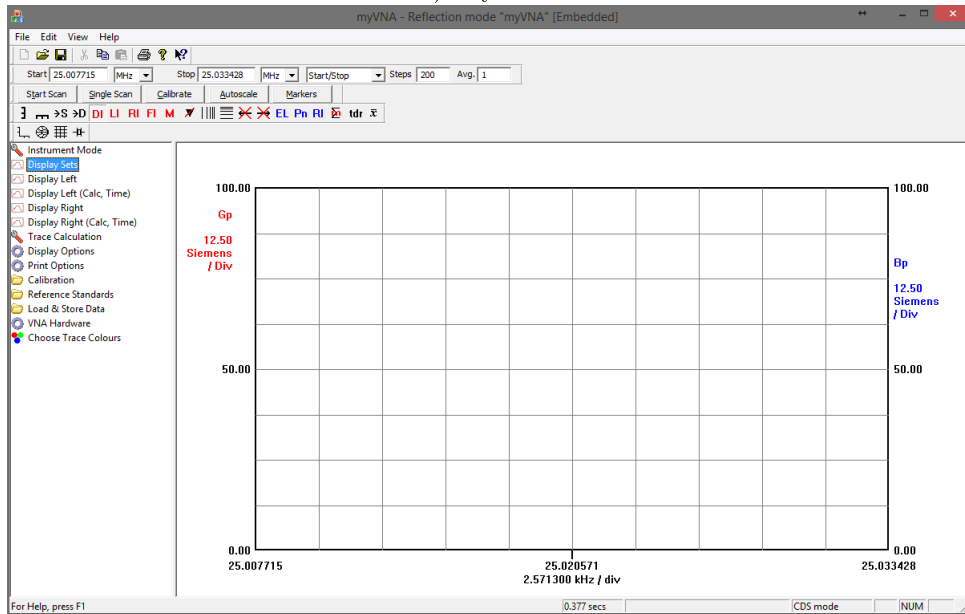 myVNA - Reflection mode "myVNA" [Embedded]
File Edit View Help
Start 25.007715 MHz Stop 25.033428 MHz Start/Stop Steps 200 Avg. 1
Start Scan Single Scan Calibrate Autoscale Markers
→S →D DI LI RI FI M EL Pn RI tdr x̄
Instrument Mode
Display Sets
Display Left
Display Left (Calc, Time)
Display Right
Display Right (Calc, Time)
Trace Calculation
Display Options
Print Options
Calibration
Reference Standards
Load & Store Data
VNA Hardware
Choose Trace Colours
100.00
Gp
12.50
Siemens
/ Div
50.00
0.00
100.00
Bp
12.50
Siemens
/ Div
50.00
0.00
25.007715 25.020571 25.033428
2.571300 kHz / div
For Help, press F1 0.377 secs CDS mode NUM